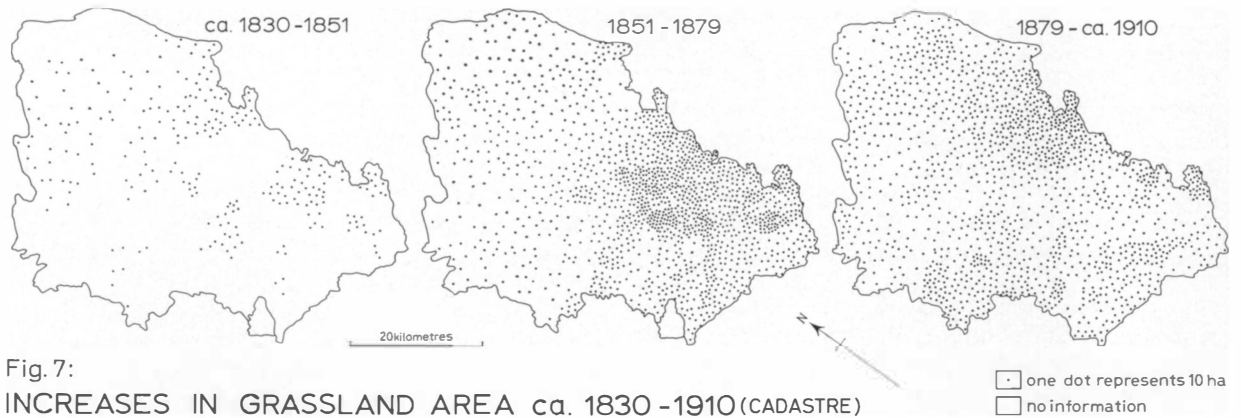 ca. 1830-1851
1851-1879
1879-ca. 1910
20kilometres
N
Fig. 7:
INCREASES IN GRASSLAND AREA ca. 1830-1910 (CADASTRE)
one dot represents 10 ha
no information